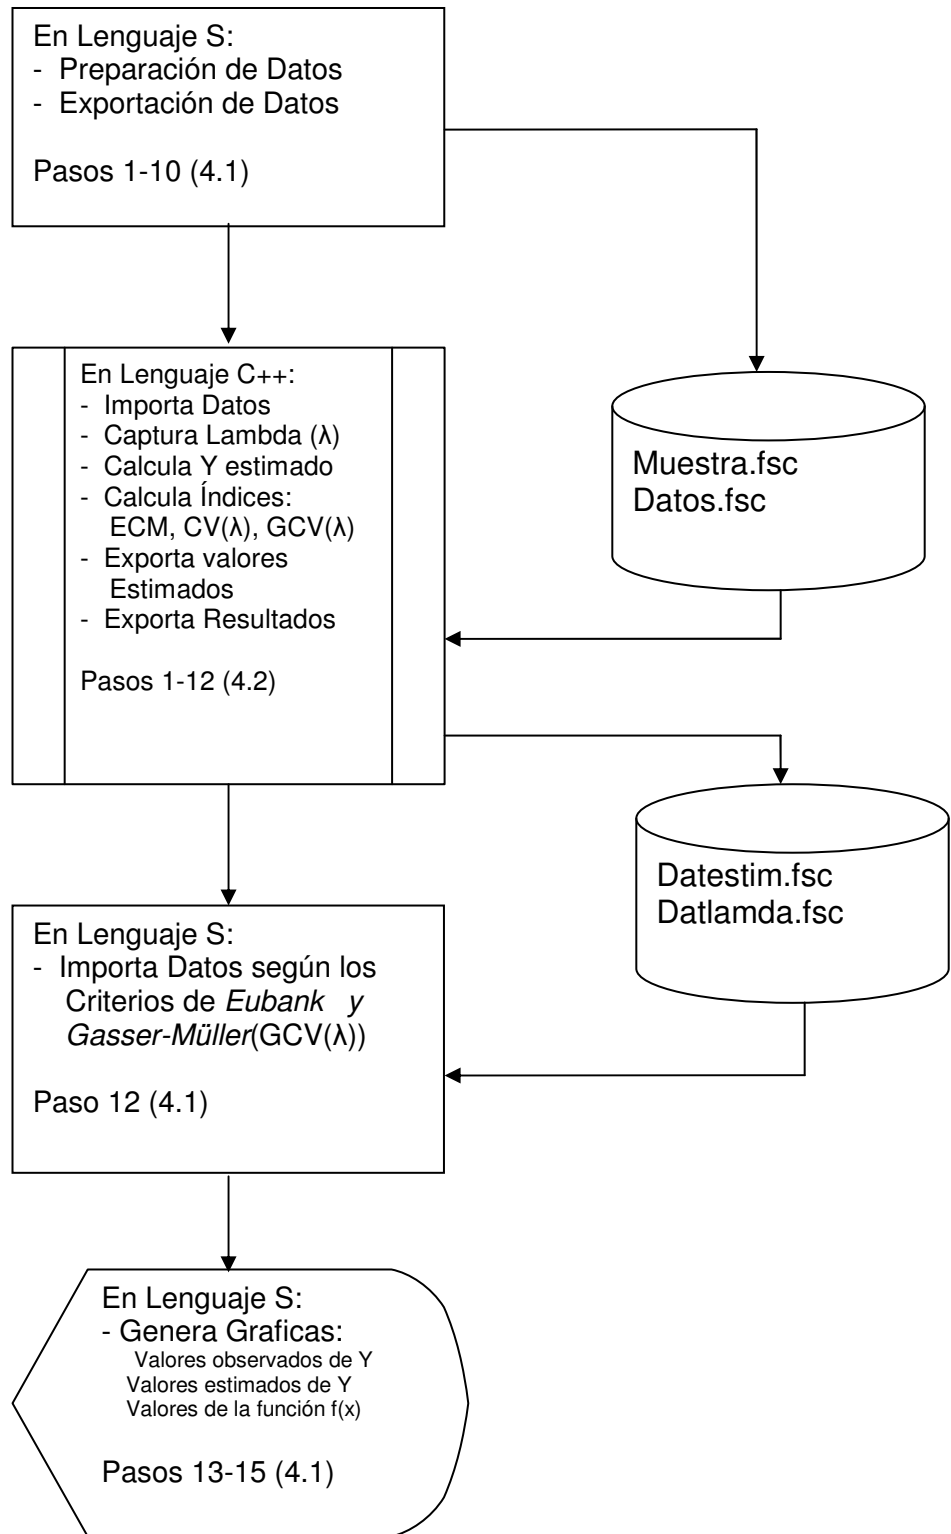 En Lenguaje S:
- Preparación de Datos
- Exportación de Datos
Pasos 1-10 (4.1)
En Lenguaje C++:
- Importa Datos
- Captura Lambda (λ)
- Calcula Y estimado
- Calcula Índices:
ECM, CV(λ), GCV(λ)
- Exporta valores
Estimados
- Exporta Resultados
Pasos 1-12 (4.2)
Muestra.fsc
Datos.fsc
Datestim.fsc
Datlamda.fsc
En Lenguaje S:
- Importa Datos según los
Criterios de Eubank y
Gasser-Müller(GCV(λ))
Paso 12 (4.1)
En Lenguaje S:
- Genera Graficas:
Valores observados de Y
Valores estimados de Y
Valores de la función f(x)
Pasos 13-15 (4.1)